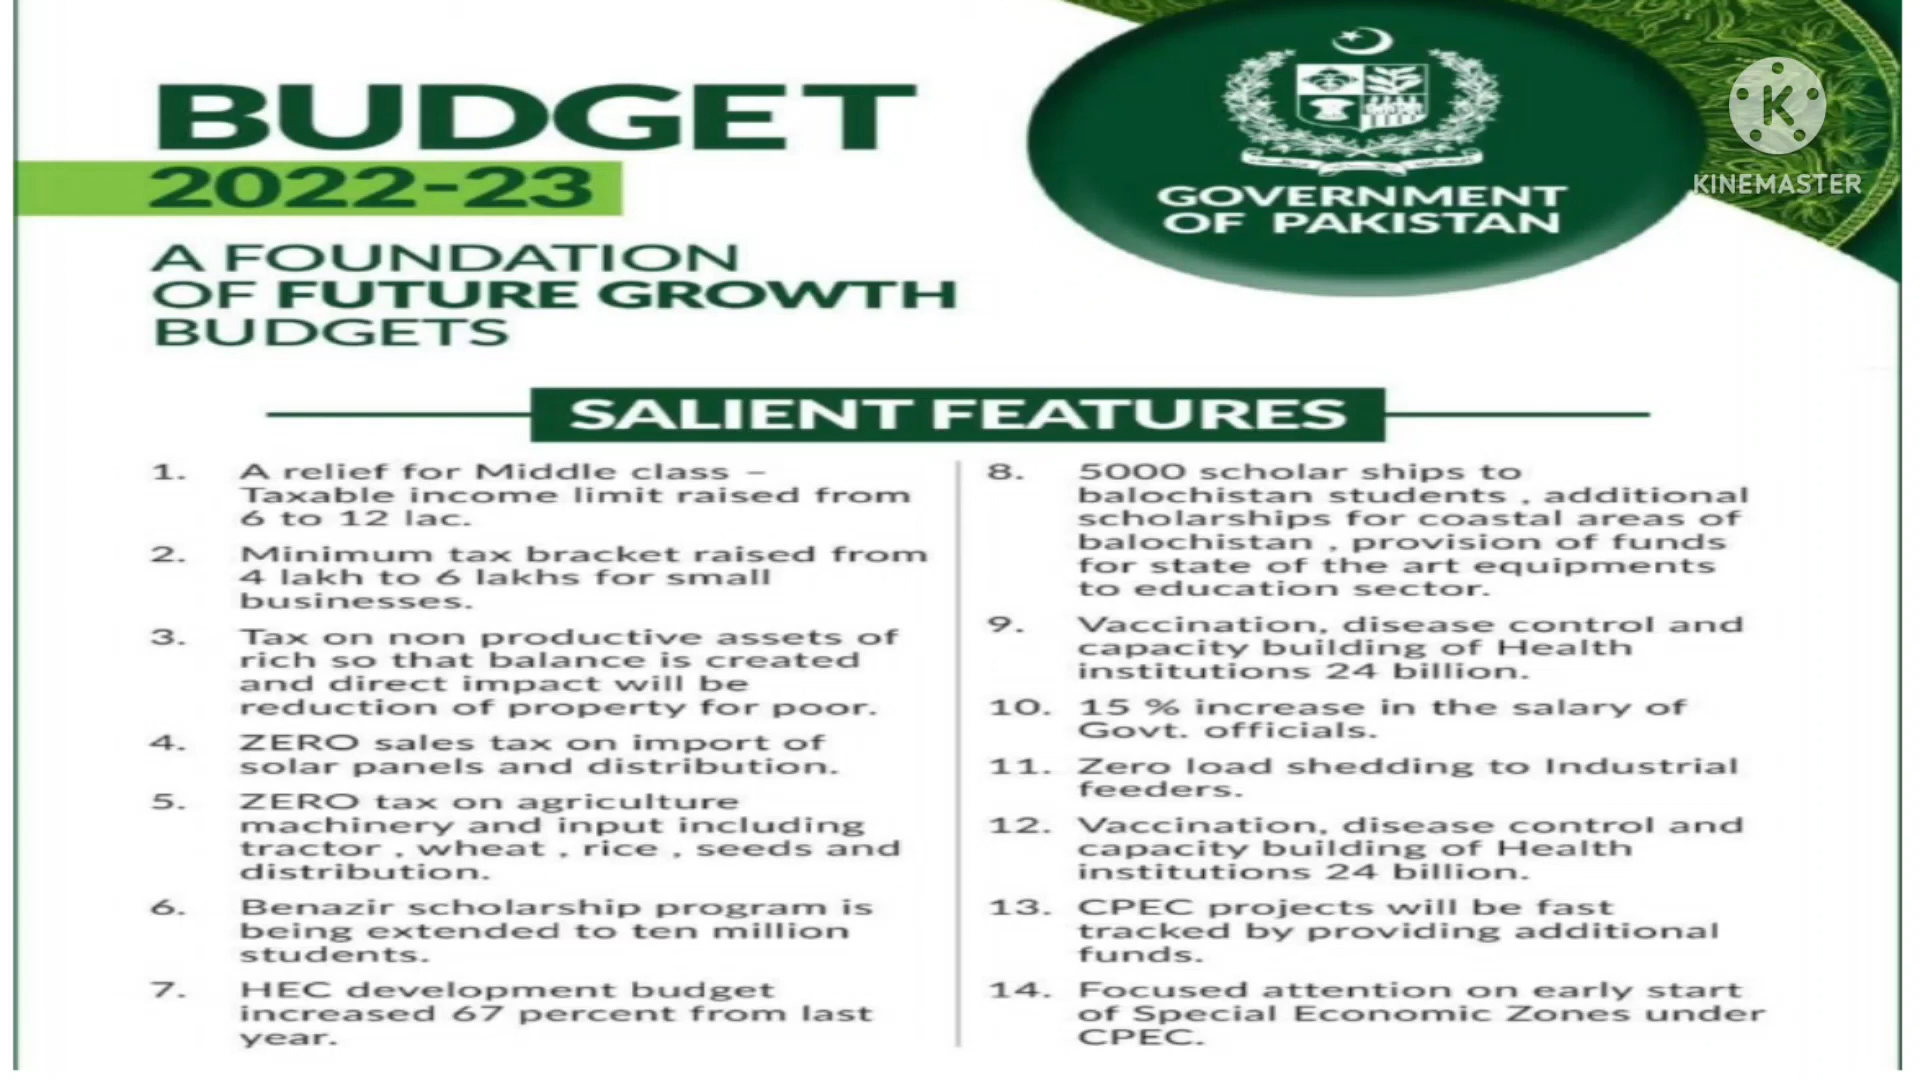 BUDGET
2022-23
A FOUNDATION
OF FUTURE GROWTH
BUDGETS
GOVERNMENT
OF PAKISTAN
K
KINEMASTER
SALIENT FEATURES
1. A relief for Middle class –
Taxable income limit raised from
6 to 12 lac.
2. Minimum tax bracket raised from
4 lakh to 6 lakhs for small
businesses.
3. Tax on non productive assets of
rich so that balance is created
and direct impact will be
reduction of property for poor.
4. ZERO sales tax on import of
solar panels and distribution.
5. ZERO tax on agriculture
machinery and input including
tractor , wheat , rice , seeds and
distribution.
6. Benazir scholarship program is
being extended to ten million
students.
7. HEC development budget
increased 67 percent from last
year.
8. 5000 scholar ships to
balochistan students , additional
scholarships for coastal areas of
balochistan , provision of funds
for state of the art equipments
to education sector.
9. Vaccination, disease control and
capacity building of Health
institutions 24 billion.
10. 15 % increase in the salary of
Govt. officials.
11. Zero load shedding to Industrial
feeders.
12. Vaccination, disease control and
capacity building of Health
institutions 24 billion.
13. CPEC projects will be fast
tracked by providing additional
funds.
14. Focused attention on early start
of Special Economic Zones under
CPEC.